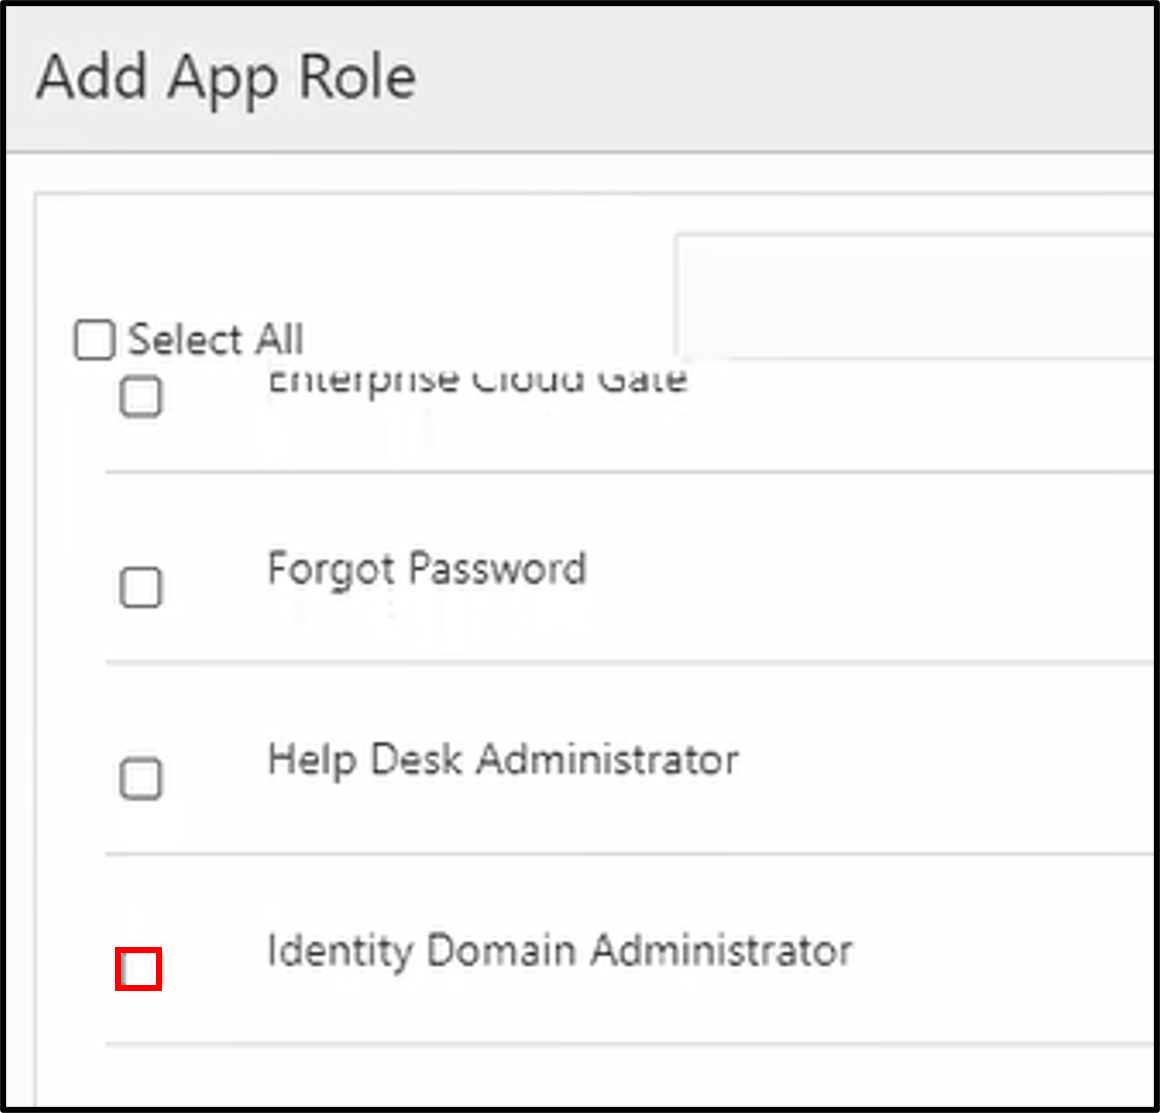 Add App Role
Select All
Enterprise Cloud Gate
Forgot Password
Help Desk Administrator
Identity Domain Administrator